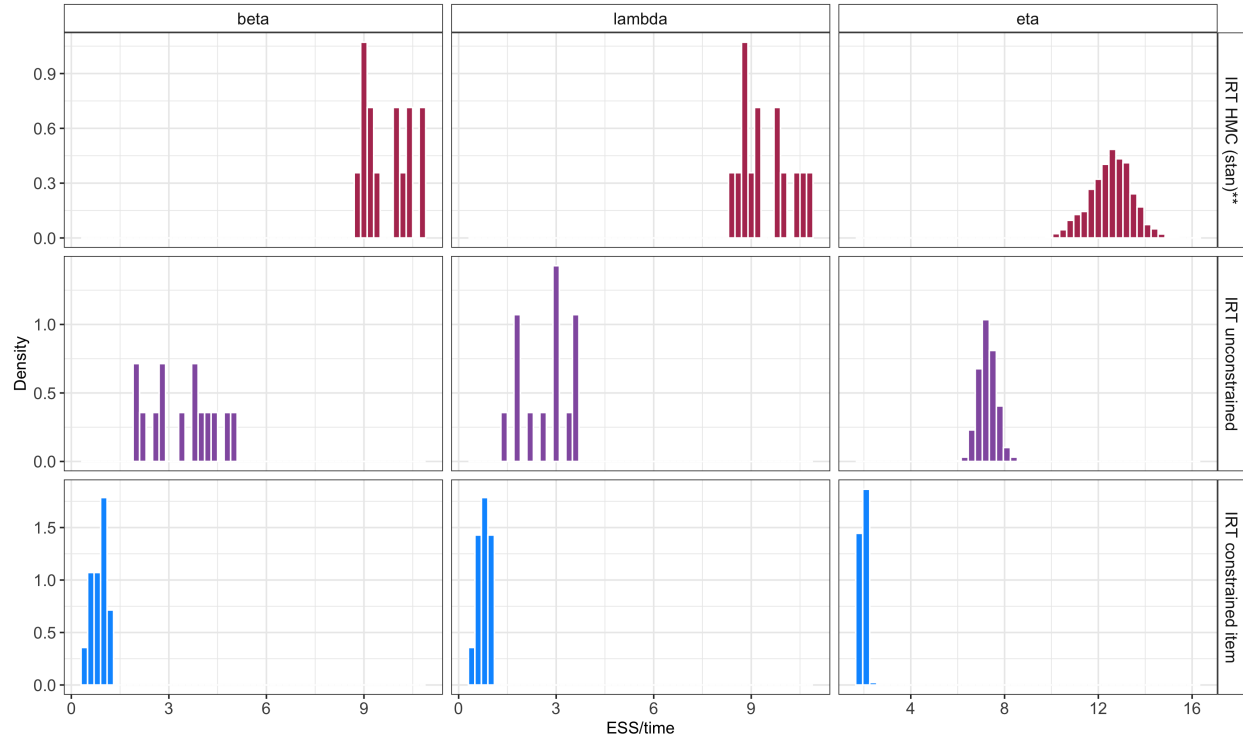 beta
lambda
eta
0.9
0.6
0.3
0.0
IRT HMC (stan)**
1.0
0.5
0.0
IRT unconstrained
1.5
1.0
0.5
0.0
IRT constrained item
Density
0 3 6 9
0 3 6 9
4 8 12 16
ESS/time